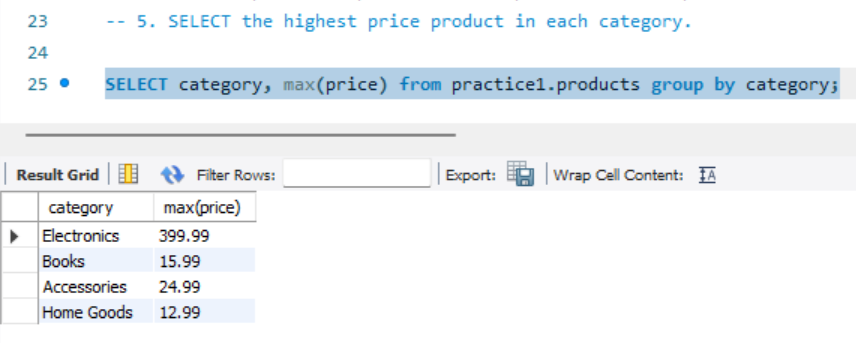 23 -- 5. SELECT the highest price product in each category.
24
25 SELECT category, max(price) from practice1.products group by category;
Result Grid Filter Rows: Export: Wrap Cell Content: IA
category max(price)
Electronics 399.99
Books 15.99
Accessories 24.99
Home Goods 12.99